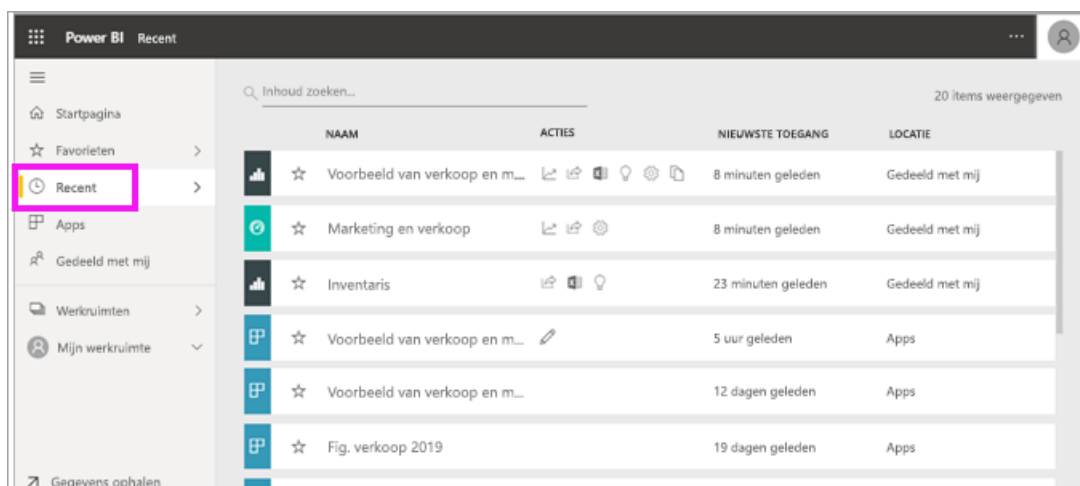 Power BI Recent
Inhoud zoeken...
20 items weergegeven
Startpagina
Favorieten
Recent
Apps
Gedeeld met mij
Werkruimten
Mijn werkruimte
Gegevens ophalen
NAAM ACTIES NIEUWSTE TOEGANG LOCATIE
Voorbeeld van verkoop en m... 8 minuten geleden Gedeeld met mij
Marketing en verkoop 8 minuten geleden Gedeeld met mij
Inventaris 23 minuten geleden Gedeeld met mij
Voorbeeld van verkoop en m... 5 uur geleden Apps
Voorbeeld van verkoop en m... 12 dagen geleden Apps
Fig. verkoop 2019 19 dagen geleden Apps